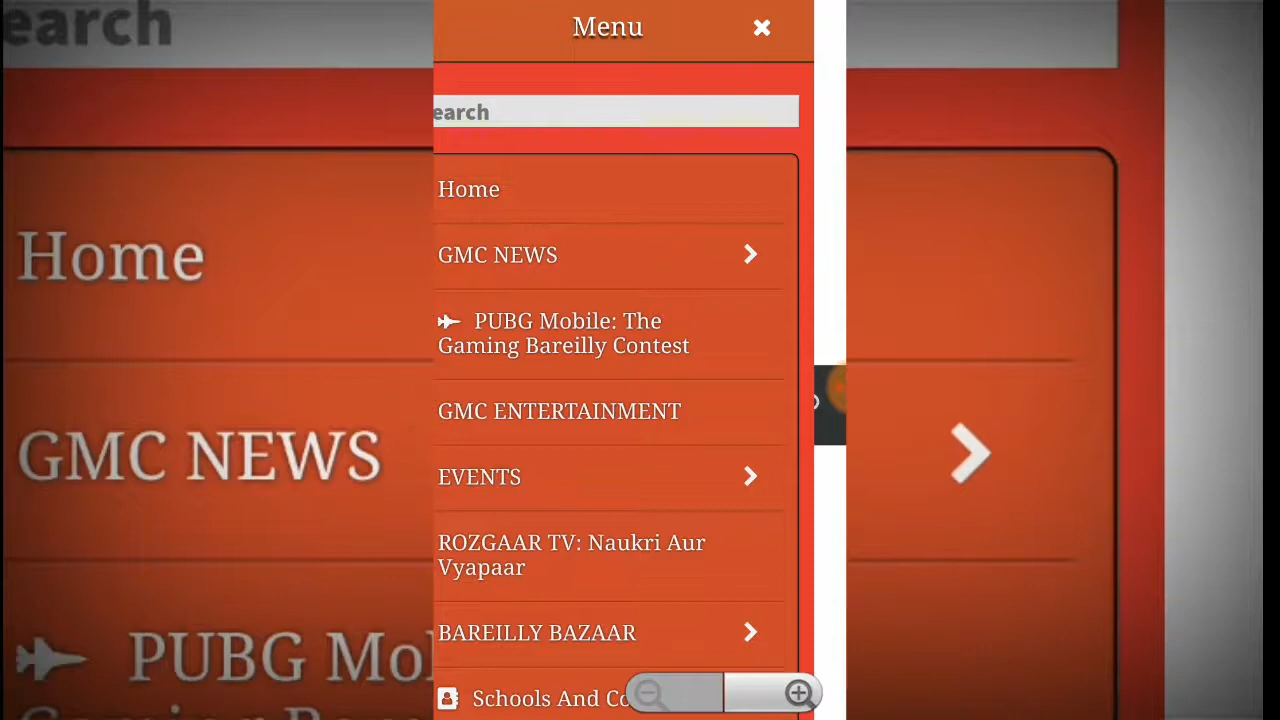 Menu
earch
Home
GMC NEWS
PUBG Mobile: The
Gaming Bareilly Contest
GMC ENTERTAINMENT
EVENTS
ROZGAAR TV: Naukri Aur
Vyapaar
BAREILLY BAZAAR
Schools And Co
earch
Home
GMC NEWS
PUBG Mo